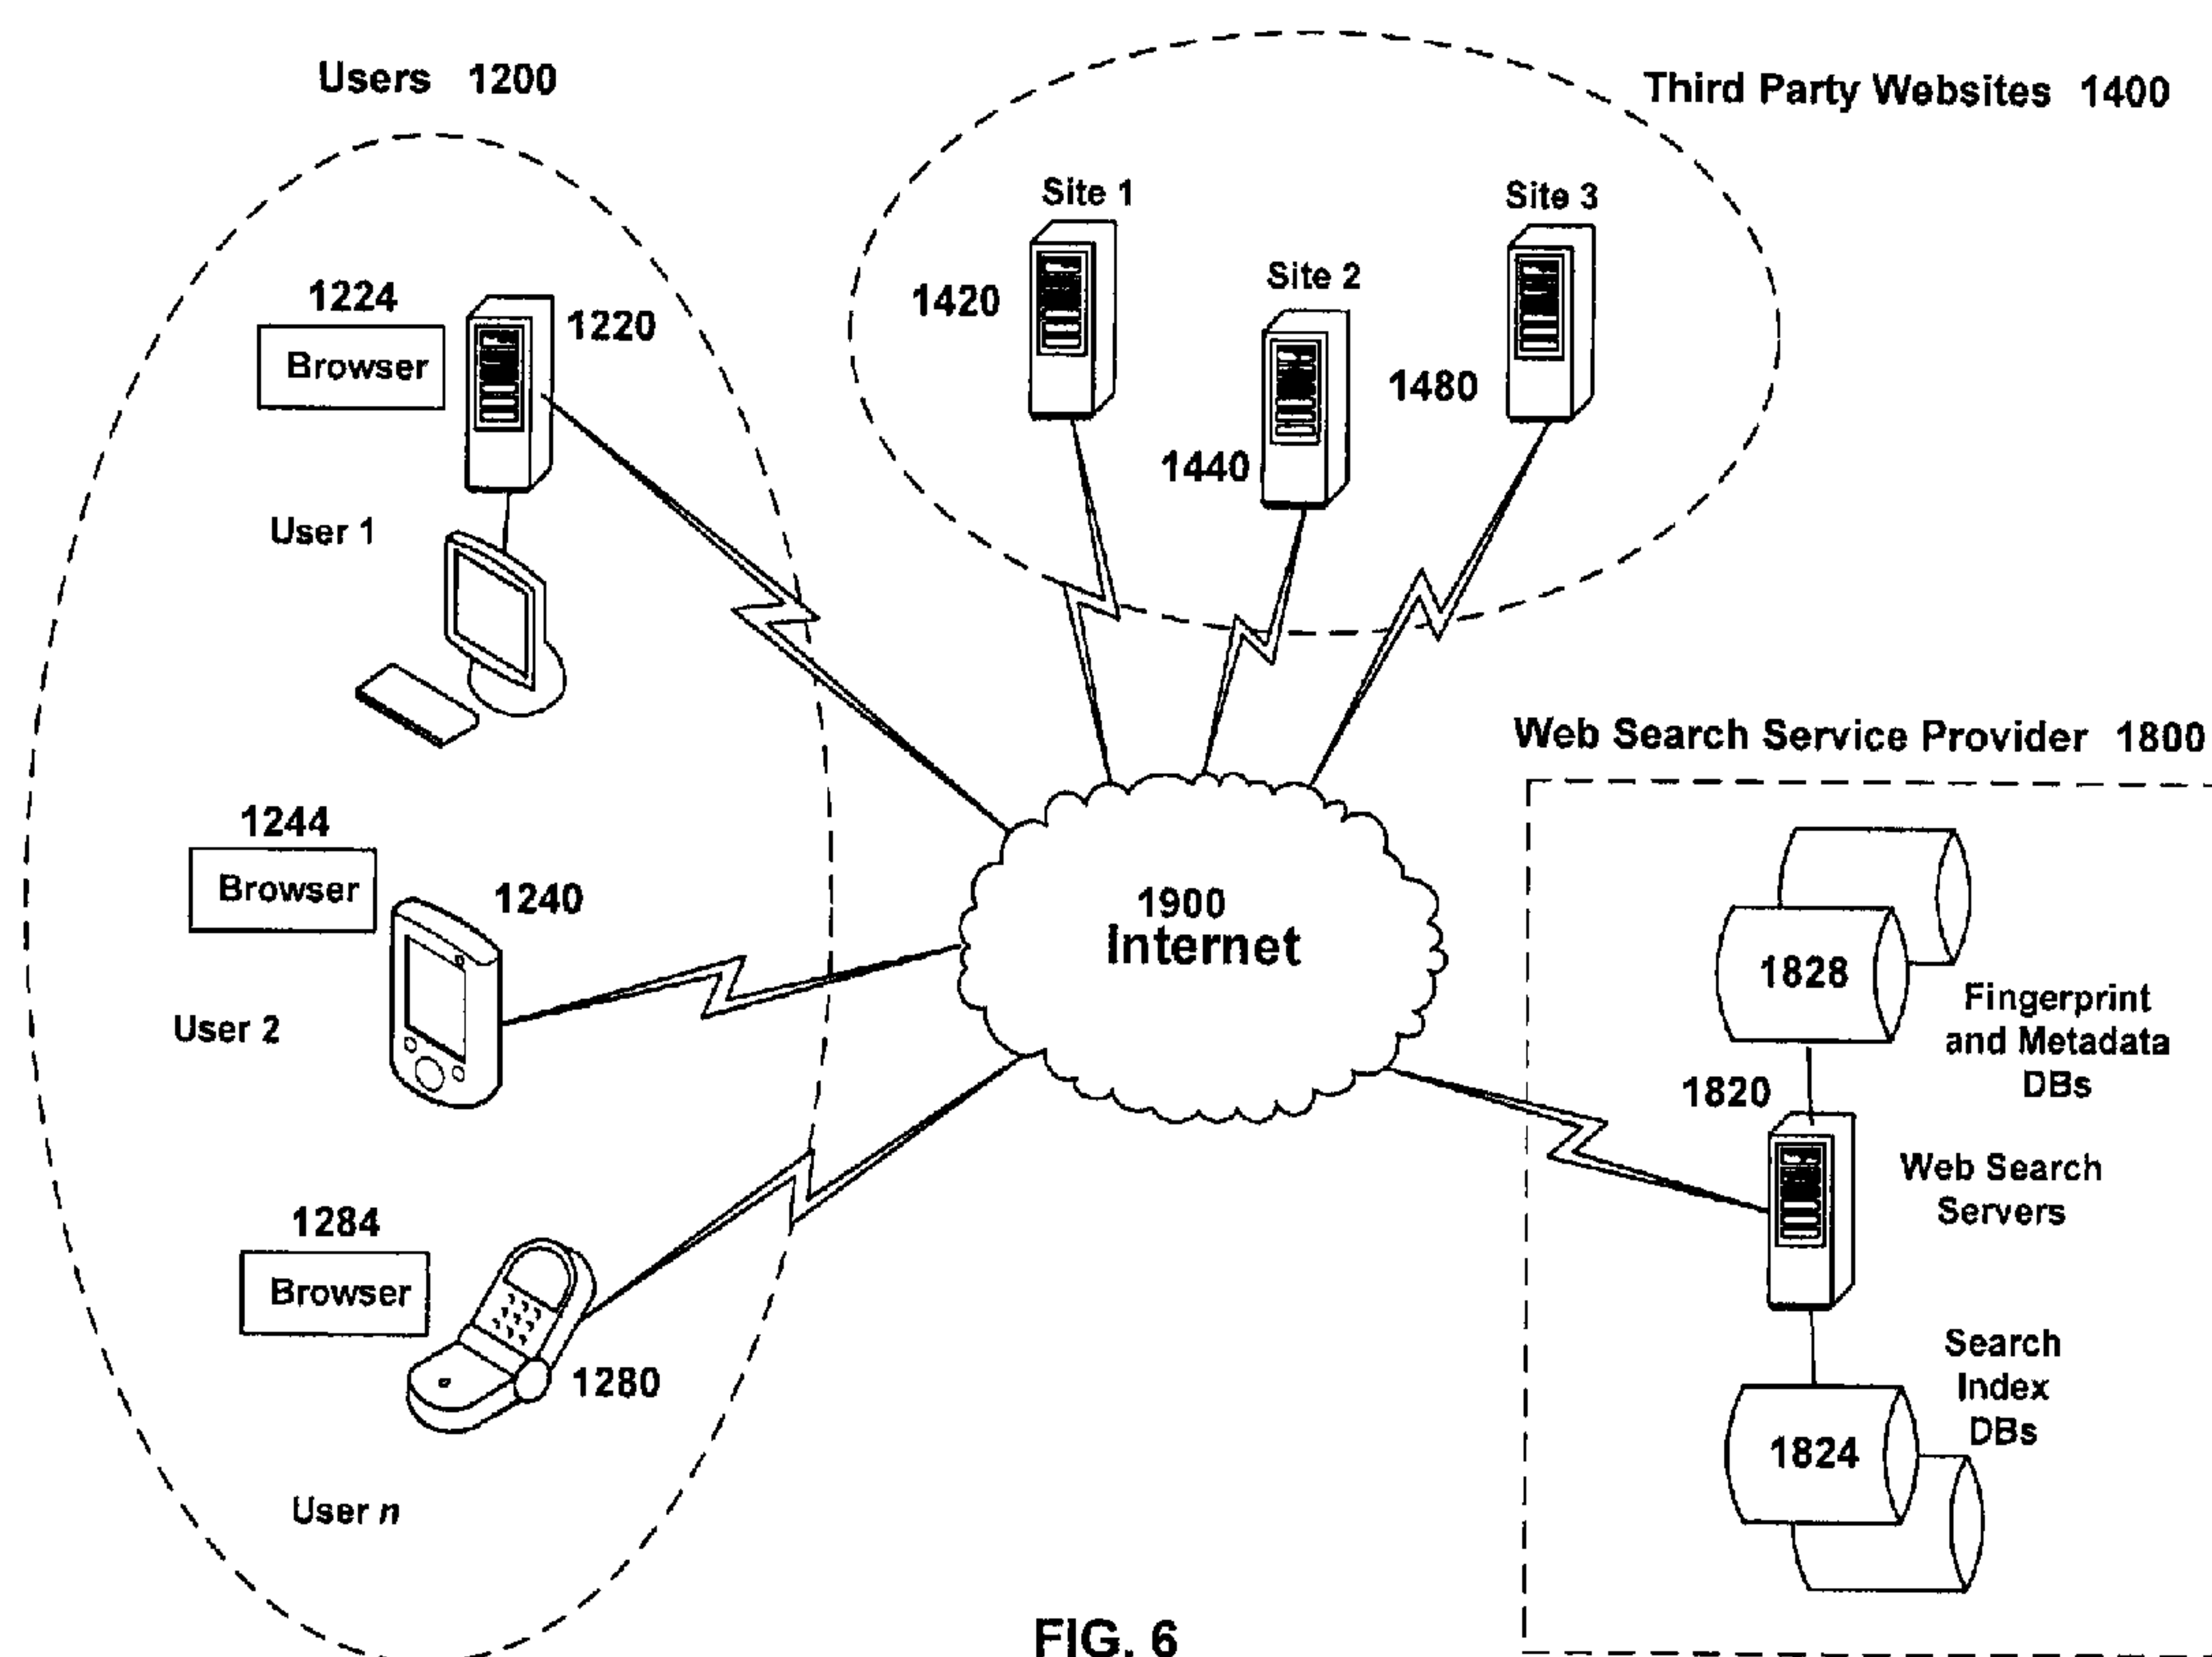 Users 1200
Third Party Websites 1400
Site 1
Site 3
Site 2
1224
1220
1420
Browser
1480
1440
User 1
Web Search Service Provider 1800
1244
Browser
1240
1900
Internet
1828
Fingerprint
and Metadata
DBs
User 2
1820
Web Search
Servers
1284
Browser
1280
Search
Index
DBs
1824
User n
FIG. 6